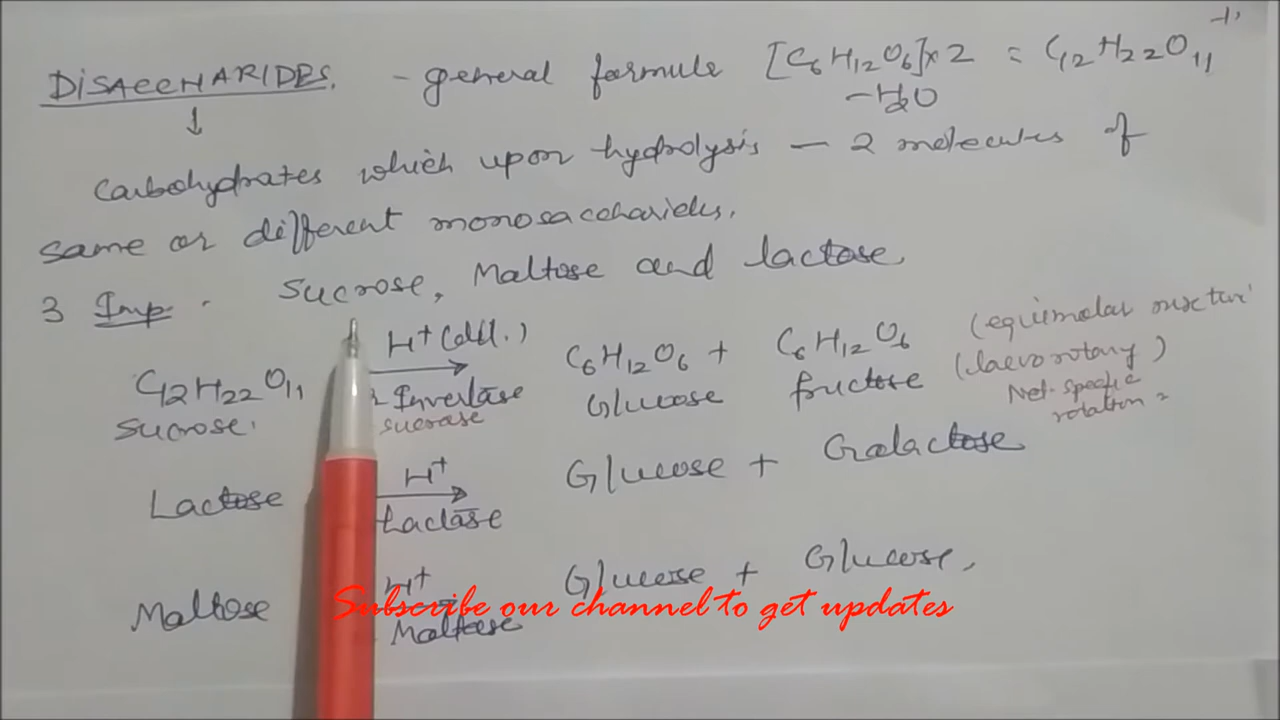 DISACCHARIDES. - general formule [C6H12O6]x2 = C12H22O11
-H2O
Carbohydrates which upon hydrolysis - 2 molecules of
same or different monosaccharides.
3 Imp. Sucrose, Maltose and lactose
C12H22O11 H+ (dil.) C6H12O6 + C6H12O6 (equimolar mixture
Sucrose. Invertase Glucose fructose (laevorotary)
sucrase Net specific
rotation =
Lactose H+ Glucose + Galactose
Lactase
Maltose H+ Glucose + Glucose,
Maltase
Subscribe our channel to get updates